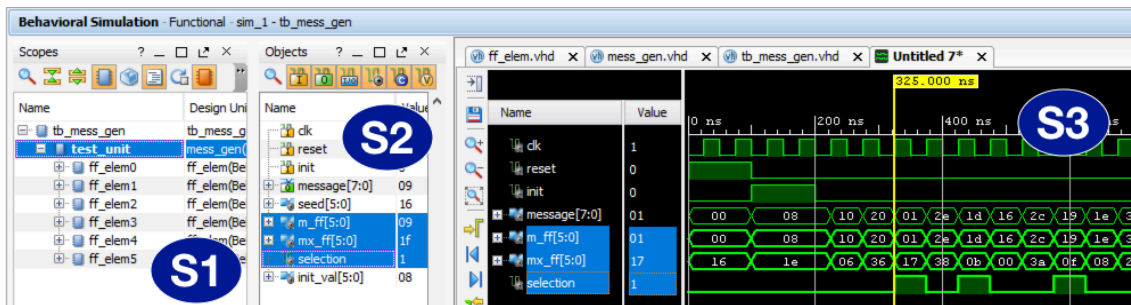 Behavioral Simulation - Functional - sim_1 - tb_mess_gen
Scopes
Name Design Uni
tb_mess_gen tb_mess_g
test_unit mess_gen(
ff_elem0 ff_elem(Be
ff_elem1 ff_elem(Be
ff_elem2 ff_elem(Be
ff_elem3 ff_elem(Be
ff_elem4
ff_elem5
S1
Objects
Name Value
clk
reset
init
message[7:0] 09
seed[5:0] 16
m_ff[5:0] 09
mx_ff[5:0] 1f
selection 1
init_val[5:0] 08
S2
ff_elem.vhd X mess_gen.vhd X tb_mess_gen.vhd X Untitled 7* X
325.000 ns
Name Value
0 ns 200 ns 400 ns
S3
clk 1
reset 0
init 0
message[7:0] 01 00 08 10 20 01 2e 1d 16 2c 19 1e
m_ff[5:0] 01 00 08 10 20 01 2e 1d 16 2c 19 1e
mx_ff[5:0] 17 16 1e 06 36 17 38 0b 00 3a 0f 08
selection 1